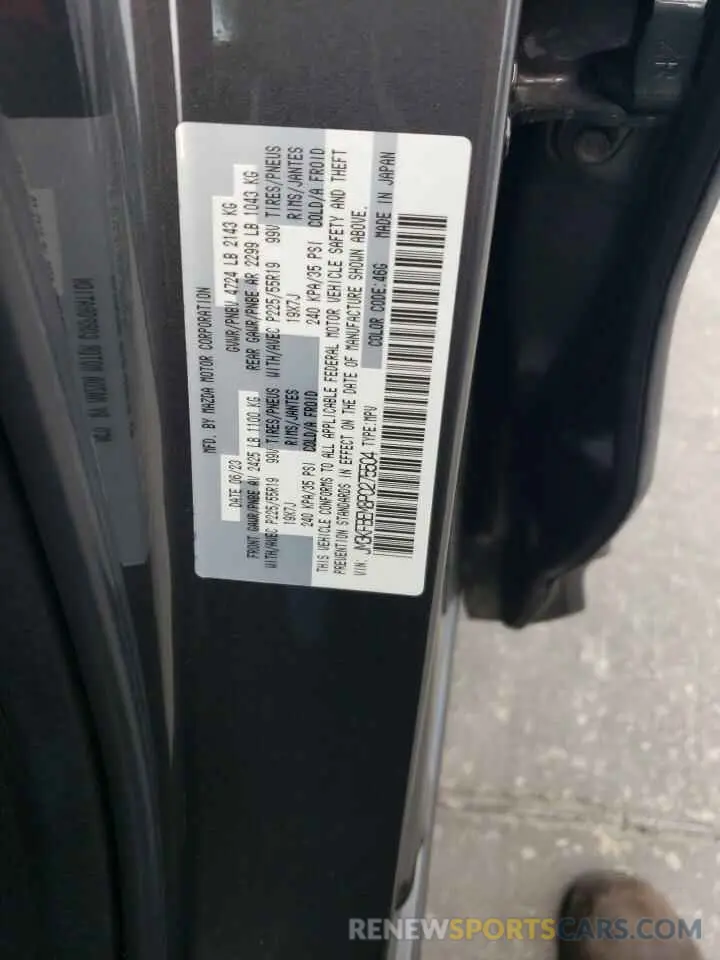 MFD. BY MAZDA MOTOR CORPORATION
DATE 06/23 GVWR/PNBV 4724 LB 2143 KG
FRONT GAWR/PNBE AV 2425 LB 1100 KG REAR GAWR/PNBE AR 2299 LB 1043 KG
WITH/AVEC P225/55R19 99V TIRES/PNEUS WITH/AVEC P225/55R19 99V TIRES/PNEUS
19X7J RIMS/JANTES 19X7J RIMS/JANTES
240 KPA/35 PSI COLD/A FROID 240 KPA/35 PSI COLD/A FROID
THIS VEHICLE CONFORMS TO ALL APPLICABLE FEDERAL MOTOR VEHICLE SAFETY AND THEFT
PREVENTION STANDARDS IN EFFECT ON THE DATE OF MANUFACTURE SHOWN ABOVE.
VIN: JM3KFBEM8P0275504 TYPE:MPV COLOR CODE:46G MADE IN JAPAN
RENEWSPORTSCARS.COM